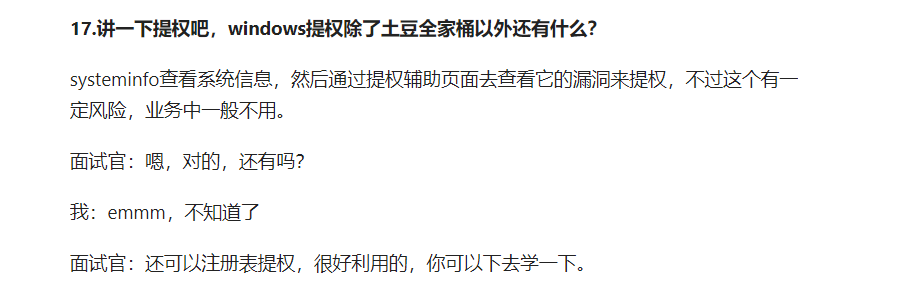 17.讲一下提权吧，windows提权除了土豆全家桶以外还有什么？
systeminfo查看系统信息，然后通过提权辅助页面去查看它的漏洞来提权，不过这个有一
定风险，业务中一般不用。
面试官：嗯，对的，还有吗？
我：emmm，不知道了
面试官：还可以注册表提权，很好利用的，你可以下去学一下。